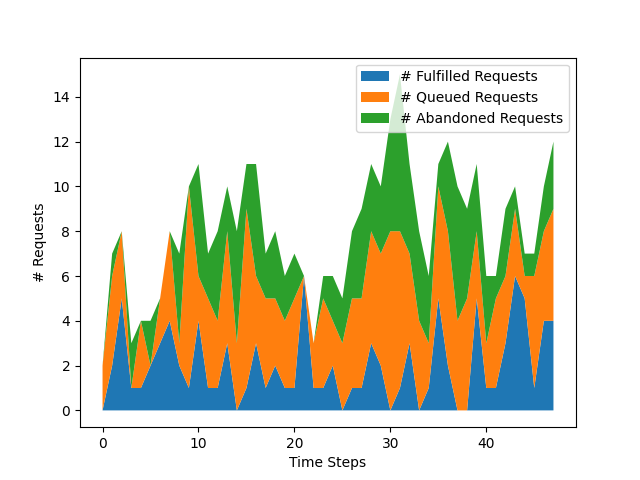 # Fulfilled Requests
# Queued Requests
# Abandoned Requests
14
12
10
8
6
4
2
0
# Requests
0 10 20 30 40
Time Steps